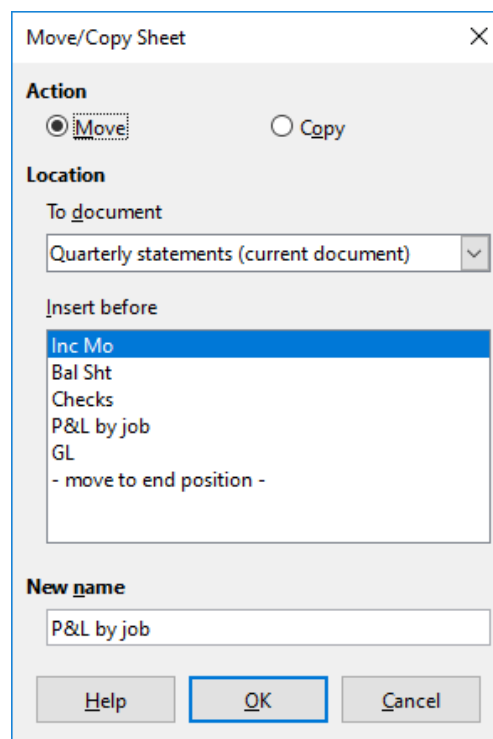 Move/Copy Sheet
Action
Move Copy
Location
To document
Quarterly statements (current document)
Insert before
Inc Mo
Bal Sht
Checks
P&L by job
GL
- move to end position -
New name
P&L by job
Help OK Cancel